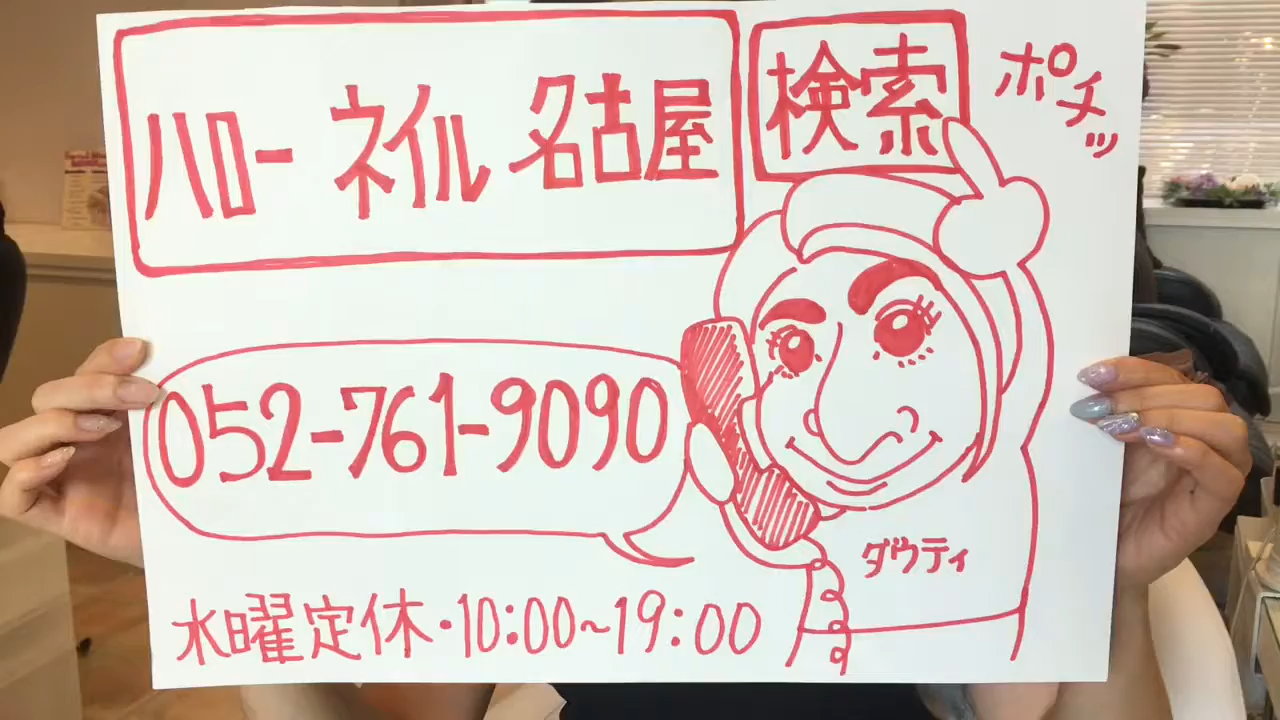 ハローネイル名古屋 検索
ポチッ
052-761-9090
ダウティ
水曜定休・10:00~19:00